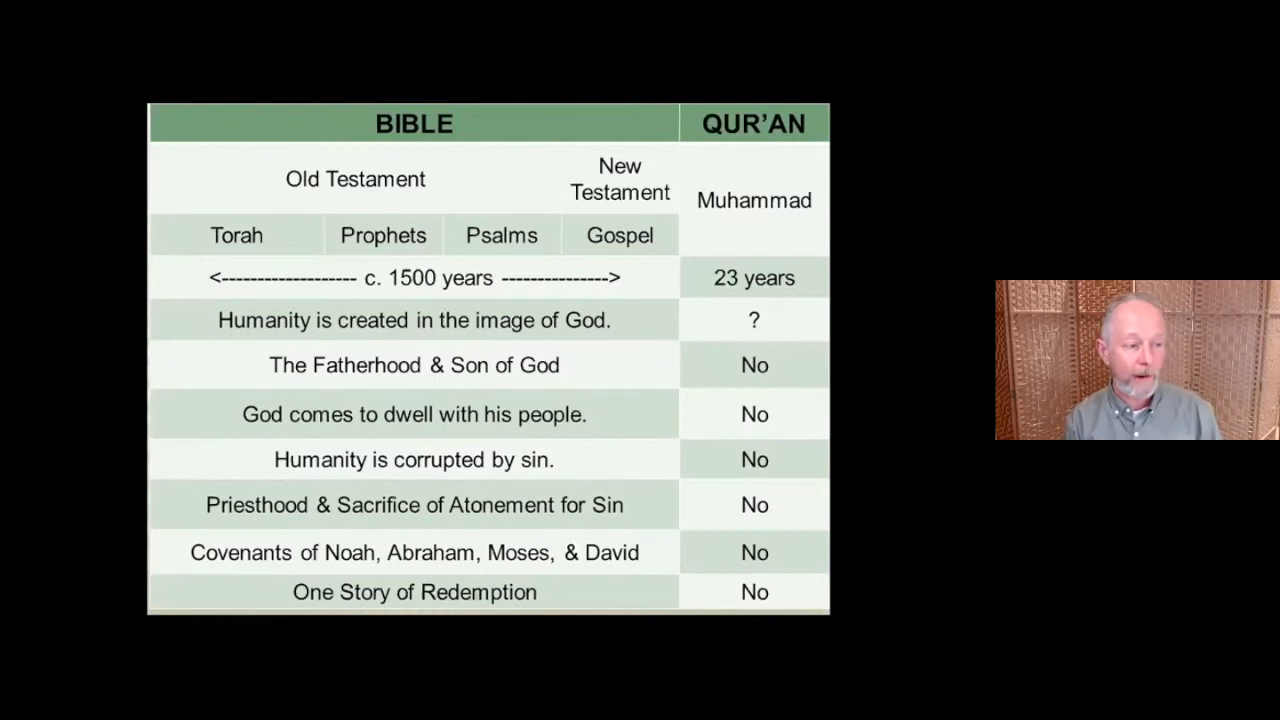 BIBLE QUR’AN
Old Testament
New
Testament
Muhammad
Torah Prophets Psalms Gospel
<------------------- c. 1500 years ---------------> 23 years
Humanity is created in the image of God. ?
The Fatherhood & Son of God No
God comes to dwell with his people. No
Humanity is corrupted by sin. No
Priesthood & Sacrifice of Atonement for Sin No
Covenants of Noah, Abraham, Moses, & David No
One Story of Redemption No